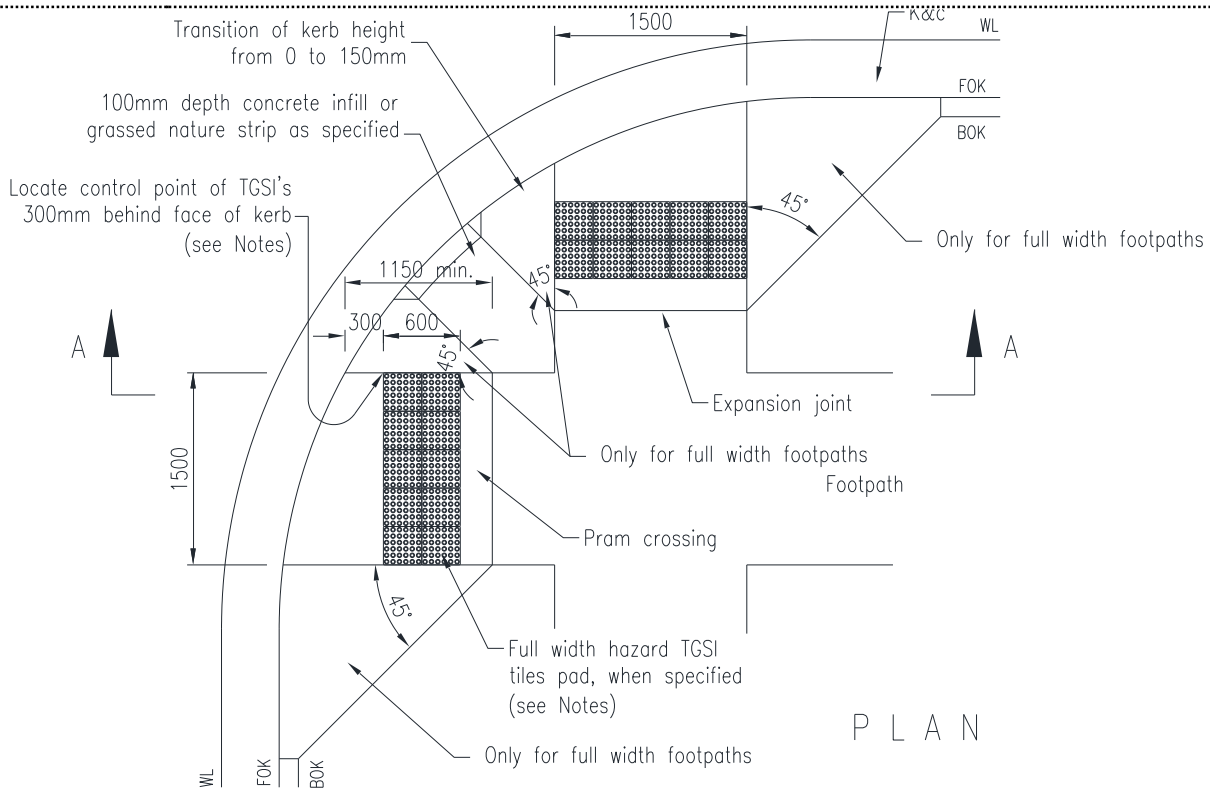 K&C
WL
1500
Transition of kerb height
from 0 to 150mm
FOK
BOK
100mm depth concrete infill or
grassed nature strip as specified
Locate control point of TGSI's
300mm behind face of kerb
(see Notes)
45°
Only for full width footpaths
1150 min.
45°
300
600
A
A
45°
Expansion joint
1500
Only for full width footpaths
Footpath
Pram crossing
45°
Full width hazard TGSI
tiles pad, when specified
(see Notes)
PLAN
Only for full width footpaths
WL
FOK
BOK